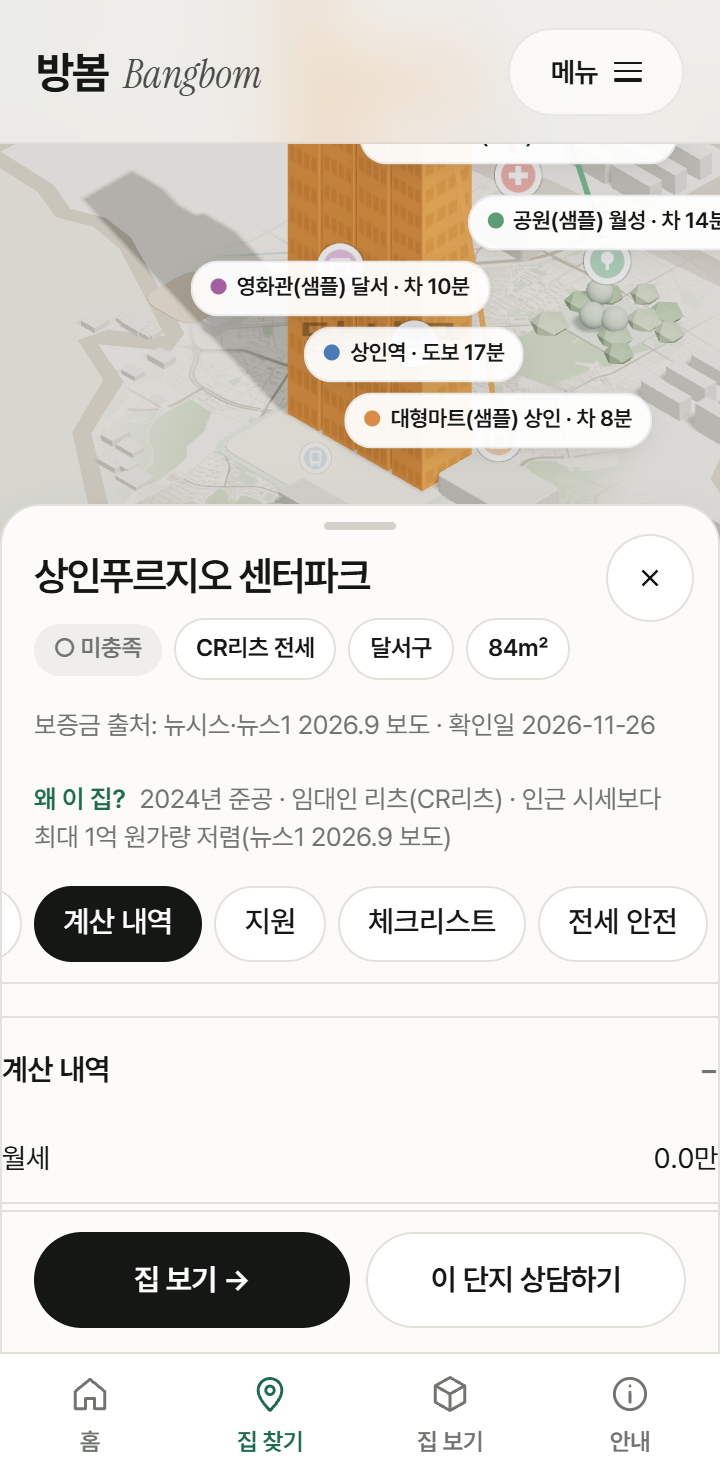 방봄 Bangbom
메뉴
공원(샘플) 월성 · 차 14분
영화관(샘플) 달서 · 차 10분
상인역 · 도보 17분
대형마트(샘플) 상인 · 차 8분
상인푸르지오 센터파크
미충족
CR리츠 전세
달서구
84m²
보증금 출처: 뉴시스·뉴스1 2026.9 보도 · 확인일 2026-11-26
왜 이 집? 2024년 준공 · 임대인 리츠(CR리츠) · 인근 시세보다
최대 1억 원가량 저렴(뉴스1 2026.9 보도)
계산 내역
지원
체크리스트
전세 안전
계산 내역 −
월세 0.0만
집 보기 →
이 단지 상담하기
홈
집 찾기
집 보기
안내